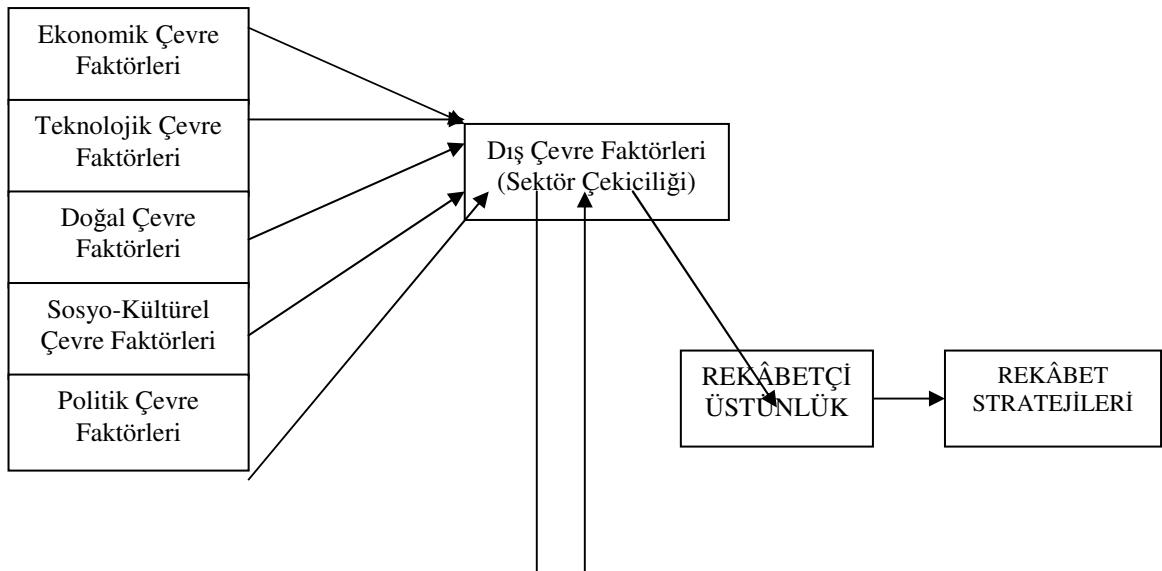 Ekonomik Çevre
Faktörleri
Teknolojik Çevre
Faktörleri
Doğal Çevre
Faktörleri
Sosyo-Kültürel
Çevre Faktörleri
Politik Çevre
Faktörleri
Dış Çevre Faktörleri
(Sektör Çekiciliği)
REKÂBETÇİ
ÜSTÜNLÜK
REKÂBET
STRATEJİLERİ